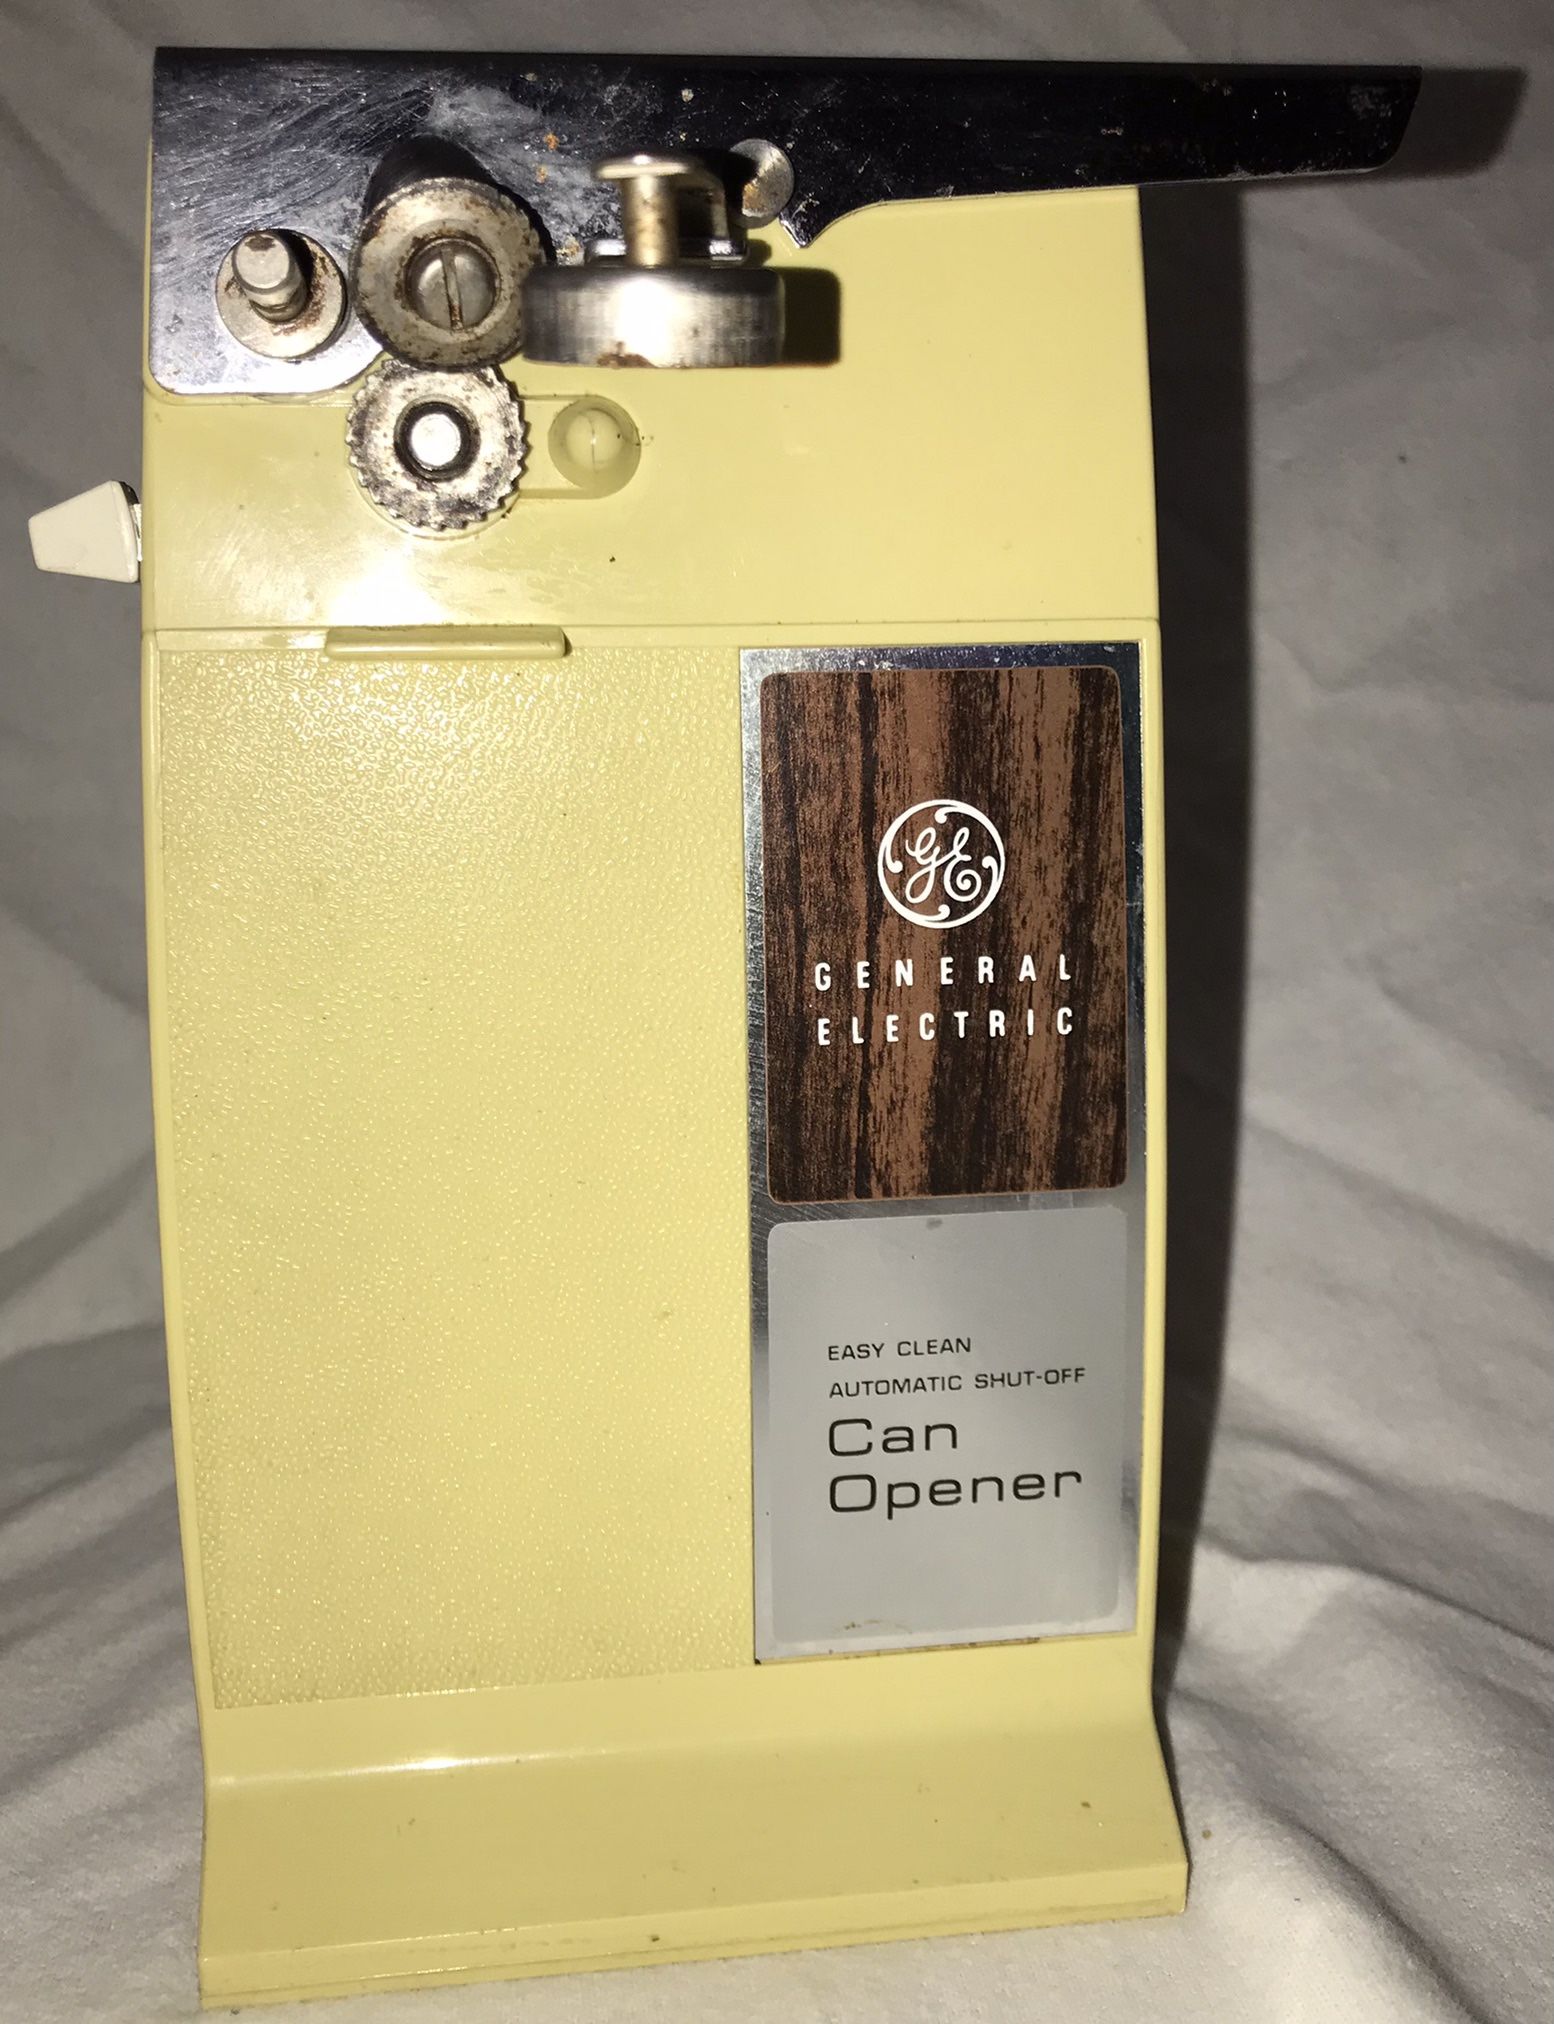 GE
GENERAL
ELECTRIC
EASY CLEAN
AUTOMATIC SHUT-OFF
Can
Opener